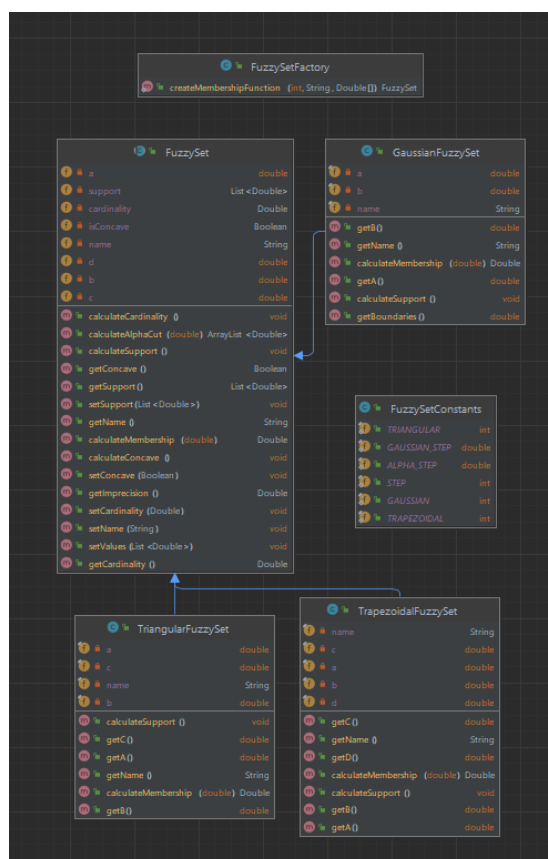 FuzzySetFactory
createMembershipFunction (int, String, Double[]) FuzzySet
FuzzySet
a double
support List <Double>
cardinality Double
isConcave Boolean
name String
d double
b double
c double
calculateCardinality () void
calculateAlphaCut (double) ArrayList <Double>
calculateSupport () void
getConcave () Boolean
getSupport () List <Double>
setSupport (List <Double>) void
getName () String
calculateMembership (double) Double
calculateConcave () void
setConcave (Boolean) void
getImprecision () Double
setCardinality (Double) void
setName (String) void
setValues (List <Double>) void
getCardinality () Double
GaussianFuzzySet
a double
b double
name String
getB() double
getName () String
calculateMembership (double) Double
getA() double
calculateSupport () void
getBoundaries () double
FuzzySetConstants
TRIANGULAR int
GAUSSIAN_STEP double
ALPHA_STEP double
STEP int
GAUSSIAN int
TRAPEZOIDAL int
TriangularFuzzySet
a double
c double
name String
b double
calculateSupport () void
getC() double
getA() double
getName () String
calculateMembership (double) Double
getB() double
TrapezoidalFuzzySet
name String
c double
a double
b double
d double
getC() double
getName () String
getD() double
calculateMembership (double) Double
calculateSupport () void
getB() double
getA() double